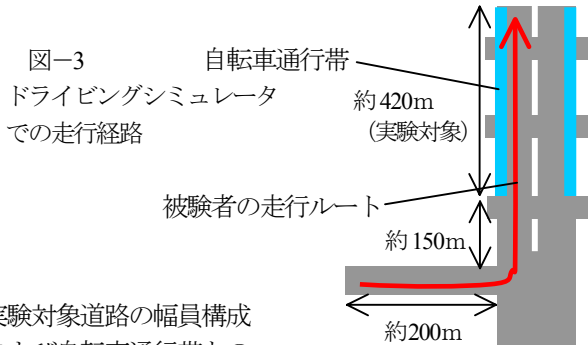 図－3
ドライビングシミュレータ
での走行経路
自転車通行帯
約420m
(実験対象)
被験者の走行ルート
約150m
約200m
実験対象道路の幅員構成